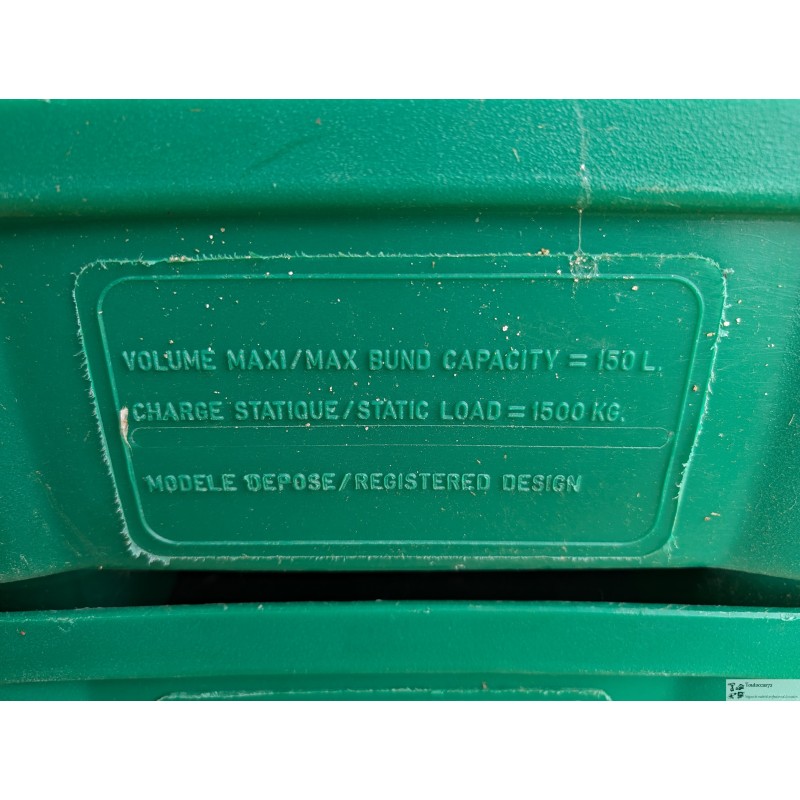 VOLUME MAXI/MAX BUND CAPACITY = 150 L.
CHARGE STATIQUE/STATIC LOAD = 1500 KG.
MODELE DEPOSE/REGISTERED DESIGN